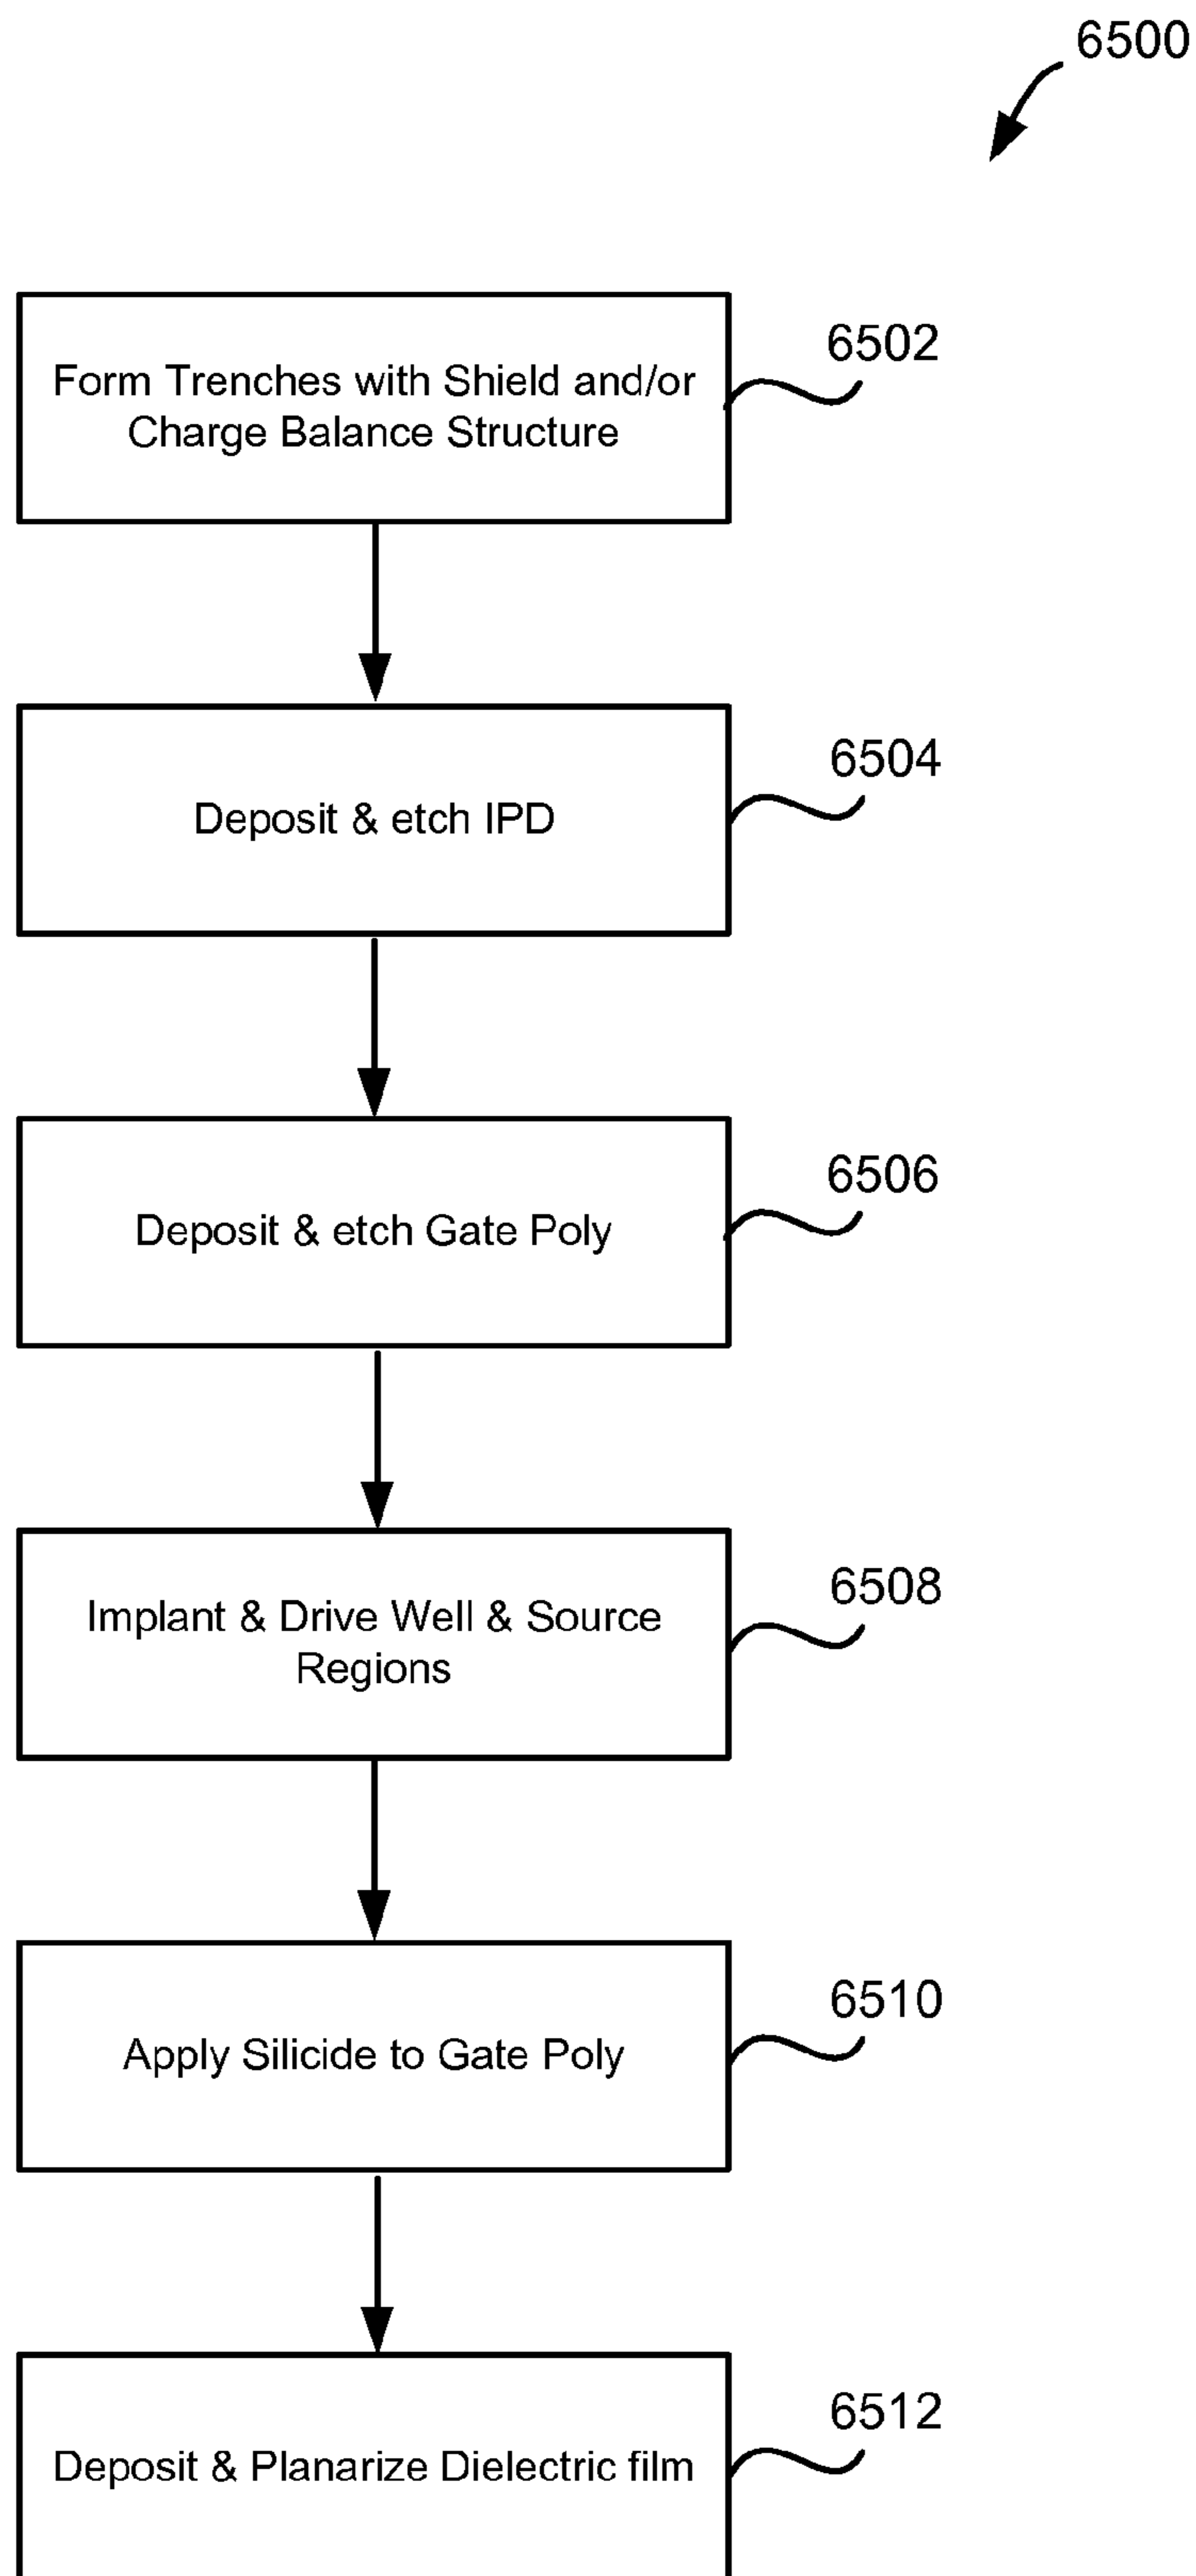 6500
Form Trenches with Shield and/or
Charge Balance Structure
6502
Deposit & etch IPD
6504
Deposit & etch Gate Poly
6506
Implant & Drive Well & Source
Regions
6508
Apply Silicide to Gate Poly
6510
Deposit & Planarize Dielectric film
6512